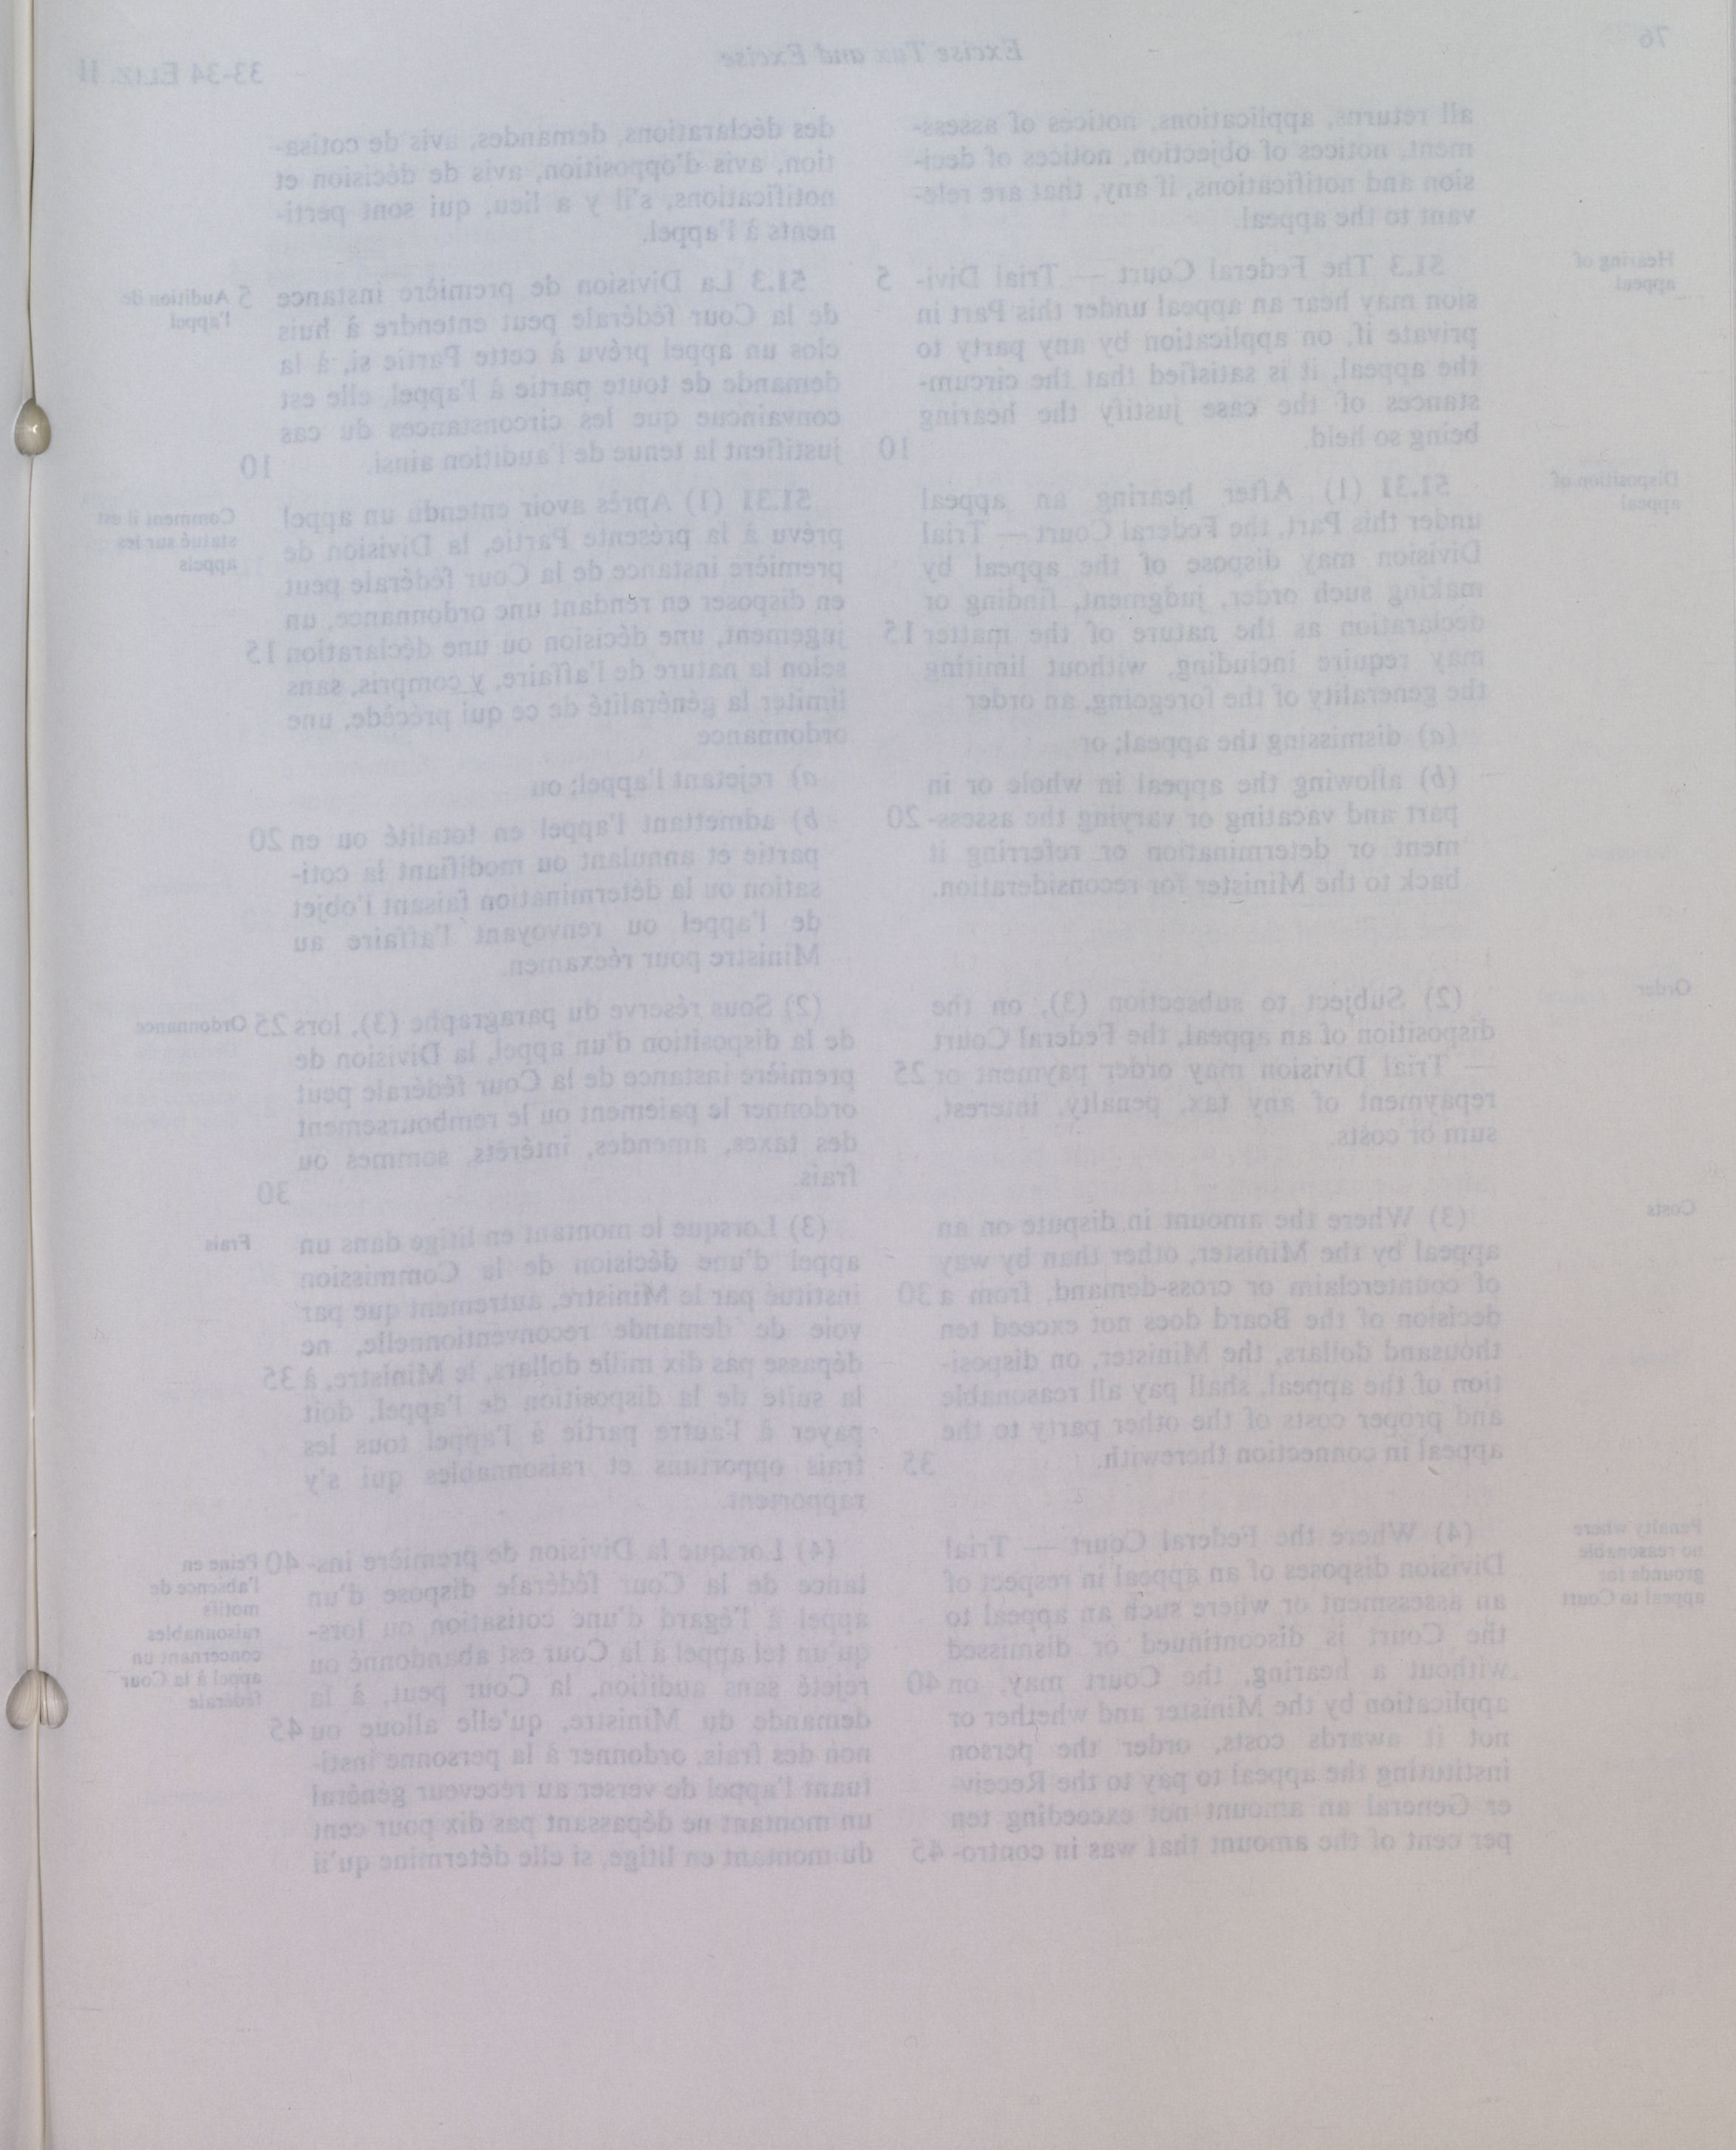 76
Excise Tax and Excise
33-34 ELIZ. II
all returns, applications, notices of assess-
ment, notices of objection, notices of deci-
sion and notifications, if any, that are rele-
vant to the appeal.
Hearing of
appeal
51.3 The Federal Court — Trial Divi- 5
sion may hear an appeal under this Part in
private if, on application by any party to
the appeal, it is satisfied that the circum-
stances of the case justify the hearing
being so held. 10
Disposition of
appeal
51.31 (1) After hearing an appeal
under this Part, the Federal Court — Trial
Division may dispose of the appeal by
making such order, judgment, finding or
declaration as the nature of the matter 15
may require including, without limiting
the generality of the foregoing, an order
(a) dismissing the appeal; or
(b) allowing the appeal in whole or in
part and vacating or varying the assess- 20
ment or determination or referring it
back to the Minister for reconsideration.
Order
(2) Subject to subsection (3), on the
disposition of an appeal, the Federal Court
— Trial Division may order payment or 25
repayment of any tax, penalty, interest,
sum or costs.
Costs
(3) Where the amount in dispute on an
appeal by the Minister, other than by way
of counterclaim or cross-demand, from a 30
decision of the Board does not exceed ten
thousand dollars, the Minister, on disposi-
tion of the appeal, shall pay all reasonable
and proper costs of the other party to the
appeal in connection therewith. 35
Penalty where
no reasonable
grounds for
appeal to Court
(4) Where the Federal Court — Trial
Division disposes of an appeal in respect of
an assessment or where such an appeal to
the Court is discontinued or dismissed
without a hearing, the Court may, on 40
application by the Minister and whether or
not it awards costs, order the person
instituting the appeal to pay to the Receiv-
er General an amount not exceeding ten
per cent of the amount that was in contro- 45
des déclarations, demandes, avis de cotisa-
tion, avis d'opposition, avis de décision et
notifications, s'il y a lieu, qui sont perti-
nents à l'appel.
51.3 La Division de première instance 5
de la Cour fédérale peut entendre à huis
clos un appel prévu à cette Partie si, à la
demande de toute partie à l'appel, elle est
convaincue que les circonstances du cas
justifient la tenue de l'audition ainsi. 10
Audition de
l'appel
51.31 (1) Après avoir entendu un appel
prévu à la présente Partie, la Division de
première instance de la Cour fédérale peut
en disposer en rendant une ordonnance, un
jugement, une décision ou une déclaration 15
selon la nature de l'affaire, y compris, sans
limiter la généralité de ce qui précède, une
ordonnance
Comment il est
statué sur les
appels
a) rejetant l'appel; ou
b) admettant l'appel en totalité ou en 20
partie et annulant ou modifiant la coti-
sation ou la détermination faisant l'objet
de l'appel ou renvoyant l'affaire au
Ministre pour réexamen.
(2) Sous réserve du paragraphe (3), lors 25
de la disposition d'un appel, la Division de
première instance de la Cour fédérale peut
ordonner le paiement ou le remboursement
des taxes, amendes, intérêts, sommes ou
frais. 30
Ordonnance
(3) Lorsque le montant en litige dans un
appel d'une décision de la Commission
institué par le Ministre, autrement que par
voie de demande reconventionnelle, ne
dépasse pas dix mille dollars, le Ministre, à 35
la suite de la disposition de l'appel, doit
payer à l'autre partie à l'appel tous les
frais opportuns et raisonnables qui s'y
rapportent.
Frais
(4) Lorsque la Division de première ins- 40
tance de la Cour fédérale dispose d'un
appel à l'égard d'une cotisation ou lors-
qu'un tel appel à la Cour est abandonné ou
rejeté sans audition, la Cour peut, à la
demande du Ministre, qu'elle alloue ou 45
non des frais, ordonner à la personne insti-
tuant l'appel de verser au receveur général
un montant ne dépassant pas dix pour cent
du montant en litige, si elle détermine qu'il
Peine en
l'absence de
motifs
raisonnables
concernant un
appel à la Cour
fédérale